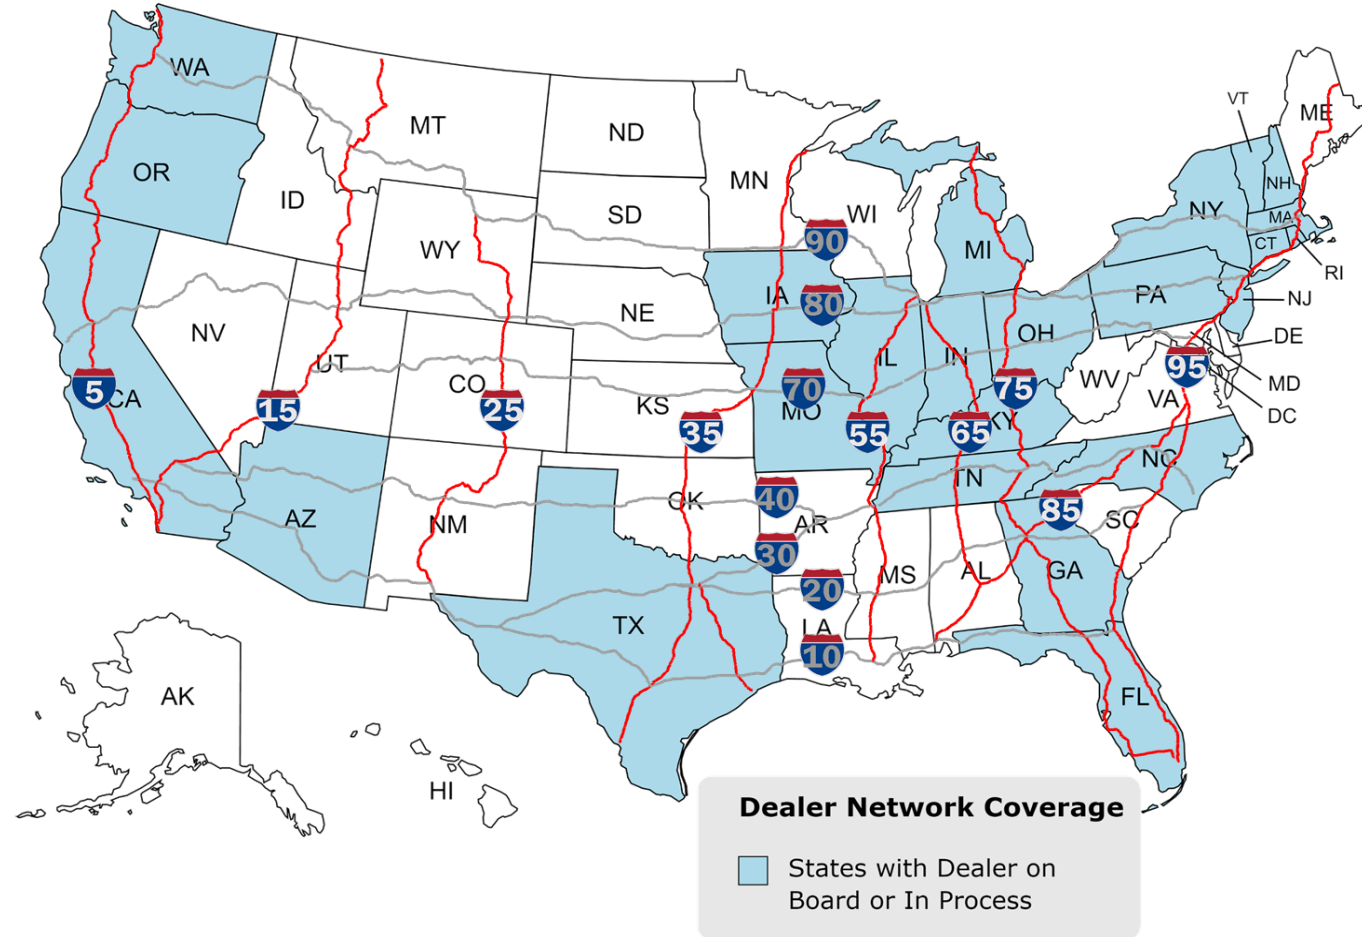 WA
MT
ND
MN
VT
ME
OR
ID
SD
WI
NH
NY
MA
CT
RI
WY
MI
90
IA
80
PA
NJ
NV
NE
OH
DE
UT
IL
IN
CO
KS
MO
70
WV
95
MD
DC
VA
5
CA
15
25
35
55
65
75
KY
NC
TN
AZ
NM
OK
40
AR
85
SC
30
MS
AL
GA
20
TX
LA
10
AK
FL
HI
Dealer Network Coverage
States with Dealer on
Board or In Process